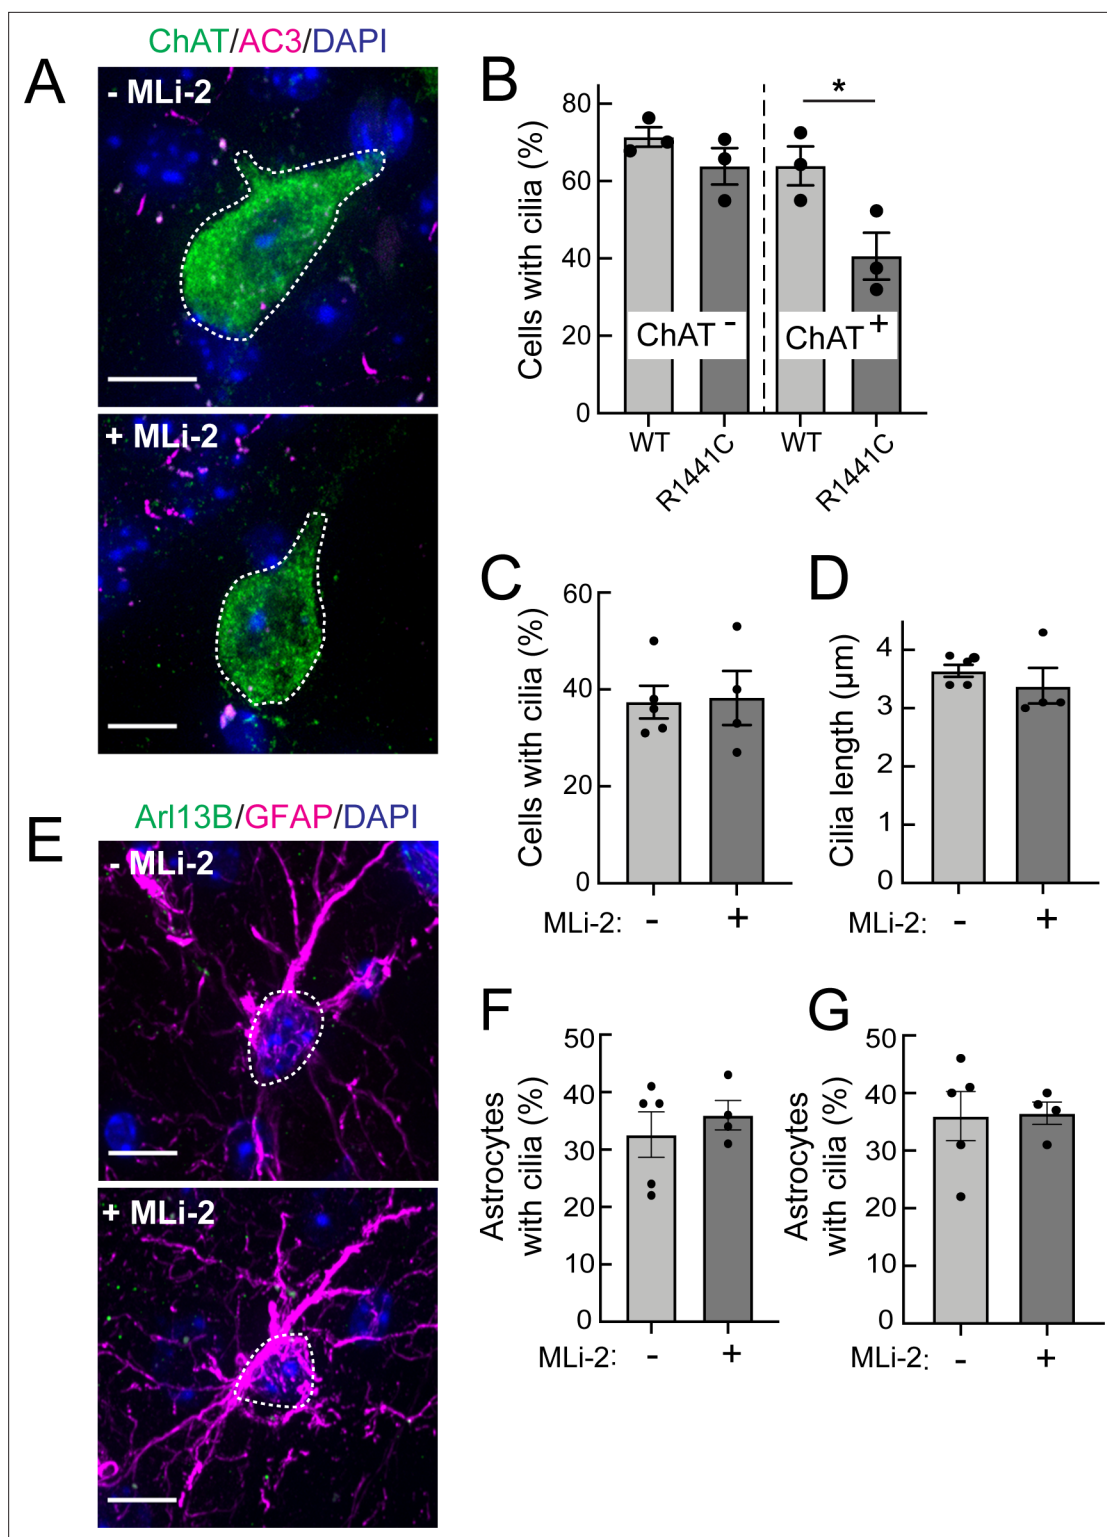 A
ChAT/AC3/DAPI
- MLi-2
+ MLi-2
B
Cells with cilia (%)
80
60
40
20
0
*
ChAT -
ChAT +
WT
R1441C
WT
R1441C
C
Cells with cilia (%)
60
40
20
0
MLi-2: - +
D
Cilia length (µm)
4
3
2
1
0
MLi-2: - +
E
Arl13B/GFAP/DAPI
- MLi-2
+ MLi-2
F
Astrocytes
with cilia (%)
50
40
30
20
10
0
MLi-2: - +
G
Astrocytes
with cilia (%)
50
40
30
20
10
0
MLi-2: - +